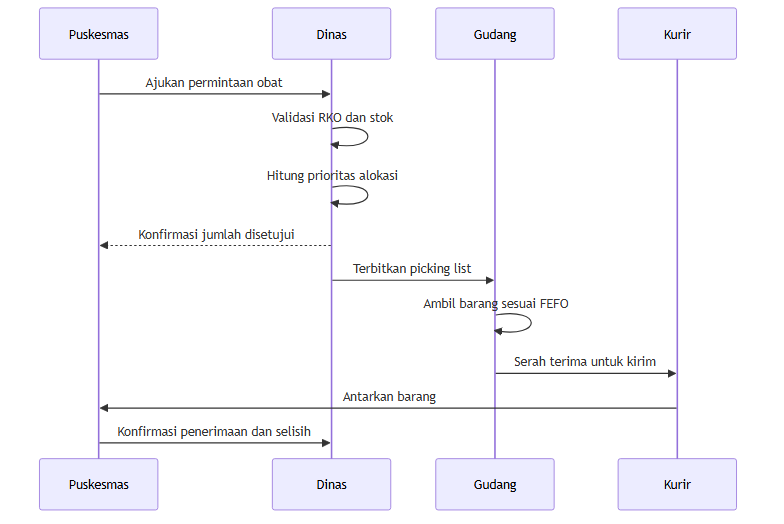 Puskesmas
Dinas
Gudang
Kurir
Ajukan permintaan obat
Validasi RKO dan stok
Hitung prioritas alokasi
Konfirmasi jumlah disetujui
Terbitkan picking list
Ambil barang sesuai FEFO
Serah terima untuk kirim
Antarkan barang
Konfirmasi penerimaan dan selisih
Puskesmas
Dinas
Gudang
Kurir